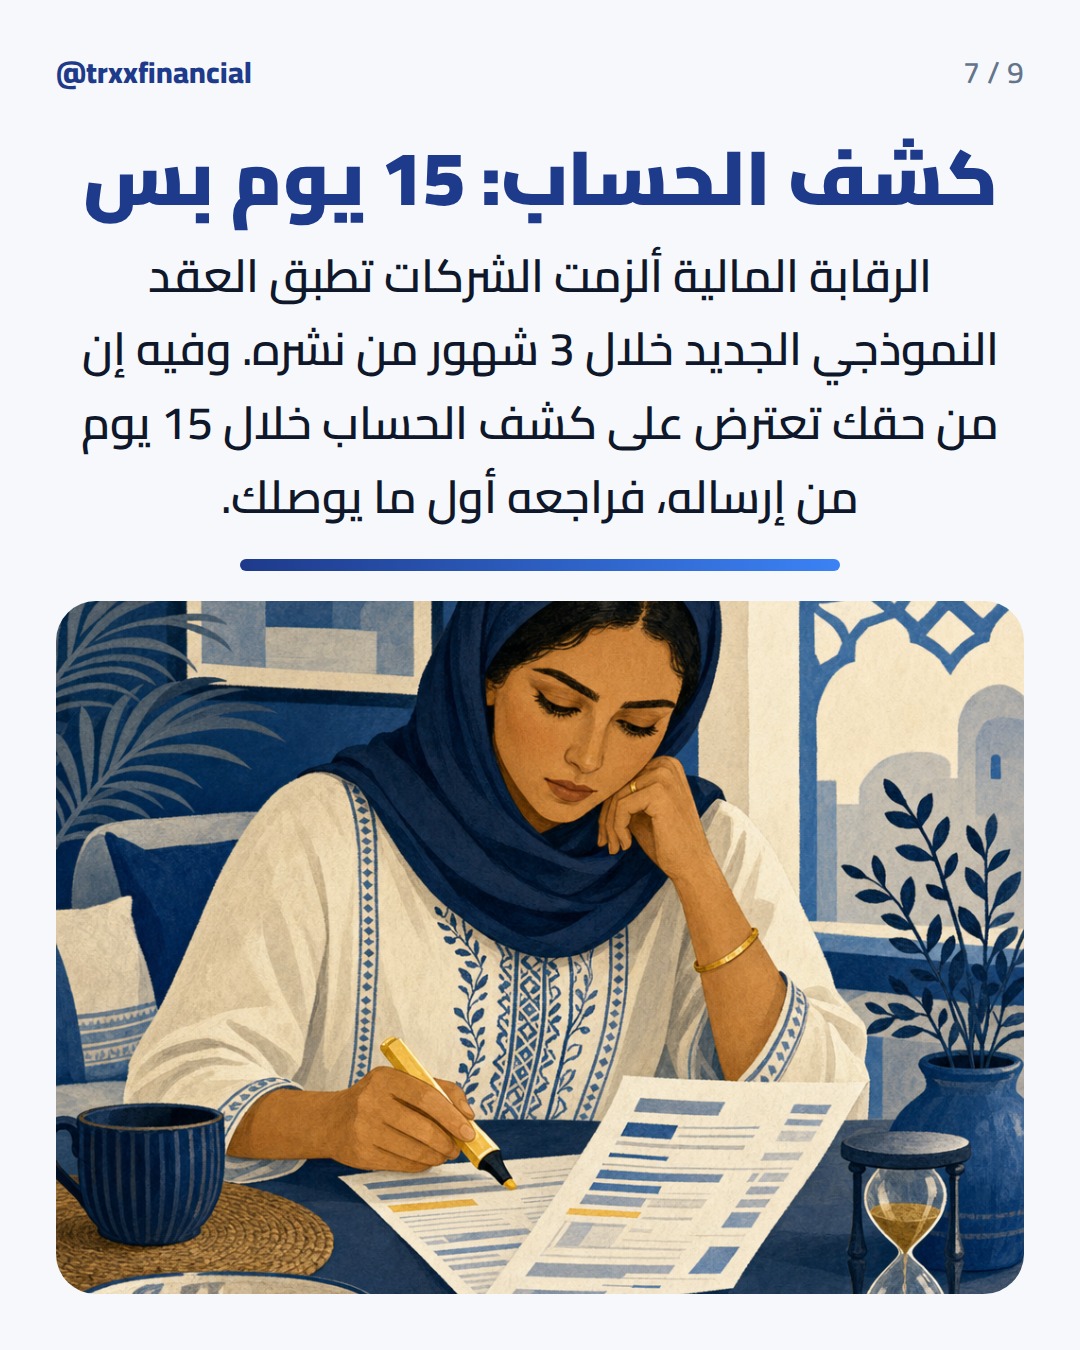 @trxxfinancial
7 / 9
كشف الحساب: 15 يوم بس
الرقابة المالية ألزمت الشركات تطبق العقد
النموذجي الجديد خلال 3 شهور من نشره. وفيه إن
من حقك تعترض على كشف الحساب خلال 15 يوم
من إرساله، فراجعه أول ما يوصلك.